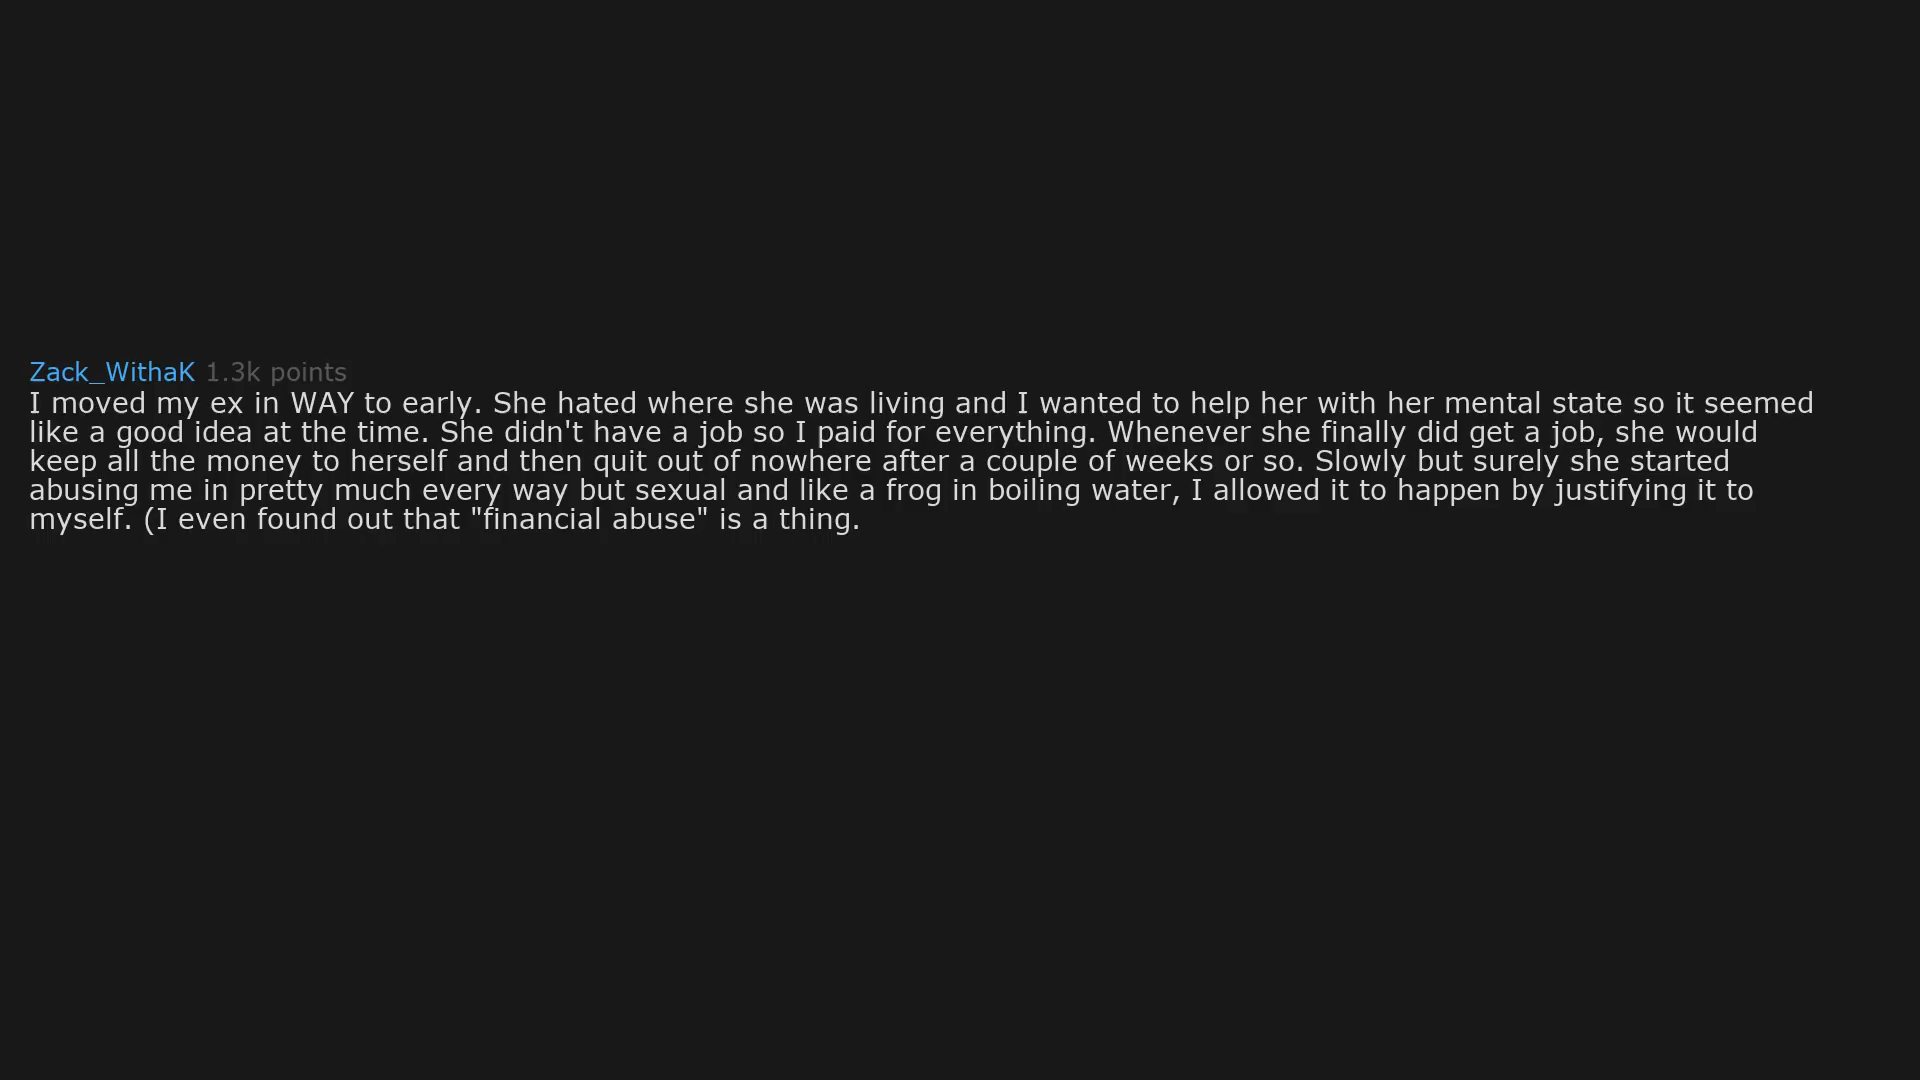 Zack_WithaK 1.3k points
I moved my ex in WAY to early. She hated where she was living and I wanted to help her with her mental state so it seemed
like a good idea at the time. She didn't have a job so I paid for everything. Whenever she finally did get a job, she would
keep all the money to herself and then quit out of nowhere after a couple of weeks or so. Slowly but surely she started
abusing me in pretty much every way but sexual and like a frog in boiling water, I allowed it to happen by justifying it to
myself. (I even found out that "financial abuse" is a thing.